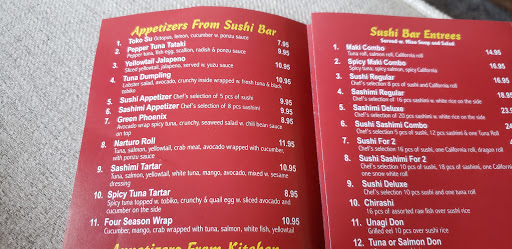 Appetizers From Sushi Bar
1. Tako Su Octopus, lemon, cucumber w. ponzu sauce 7.95
2. Pepper Tuna Tataki 9.95
Pepper tuna, fish egg, scallion, radish & ponzu sauce
3. Yellowtail Jalapeno 10.95
Sliced yellowtail, jalapeno, served w. yuzu sauce
4. Tuna Dumpling 10.95
Lobster salad, avocado, crunchy inside wrapped w. fresh tuna & black tobiko
5. Sushi Appetizer Chef's selection of 5 pcs of sushi 9.95
6. Sashimi Appetizer Chef's selection of 8 pcs sashimi 9.95
7. Green Phoenix 9.95
Avocado wrap spicy tuna, crunchy, seaweed salad w. chili bean sauce
on top
8. Narturo Roll 11.95
Tuna, salmon, yellowtail, crab meat, avocado wrapped w. cucumber,
with ponzu sauce
9. Sashimi Tartar 10.95
Tuna, salmon, yellowtail, white tuna, mango, avocado, mixed w. sesame
dressing
10. Spicy Tuna Tartar 8.95
Spicy tuna topped w. tobiko, crunchy & quail egg w. sliced avocado and
cucumber on the side
11. Four Season Wrap 10.95
Cucumber, mango, crab wrapped with tuna, salmon, white fish, yellowtail
Appetizers From Kitchen
Sushi Bar Entrees
Served w. Miso Soup and Salad
1. Maki Combo 14.95
Tuna roll, salmon roll, California roll
2. Spicy Maki Combo
Spicy tuna, spicy salmon, spicy California
3. Sushi Regular
Chef's selection 8 pcs of sushi and California roll
4. Sashimi Regular 18.95
Chef's selection of 16 pcs sashimi w. white rice on the side
5. Sashimi Deluxe
Chef's selection of 20 pcs sashimi w. white rice on the side
6. Sushi Sashimi Combo
Chef's selection 5 pcs of sushi, 12 pcs sashimi & one Tuna Roll
7. Sushi For 2
Chef's selection 16 pcs of sushi, one California roll, dragon roll
8. Sushi Sashimi For 2
Chef's selection 10 pcs of sushi, 18 pcs of sashimi, one California
one snow white roll
9. Sushi Deluxe
Chef's selection 10 pcs sushi and one tuna roll
10. Chirashi
16 pcs of assorted raw fish over sushi rice
11. Unagi Don
Grilled eel 10 pcs over sushi rice
12. Tuna or Salmon Don